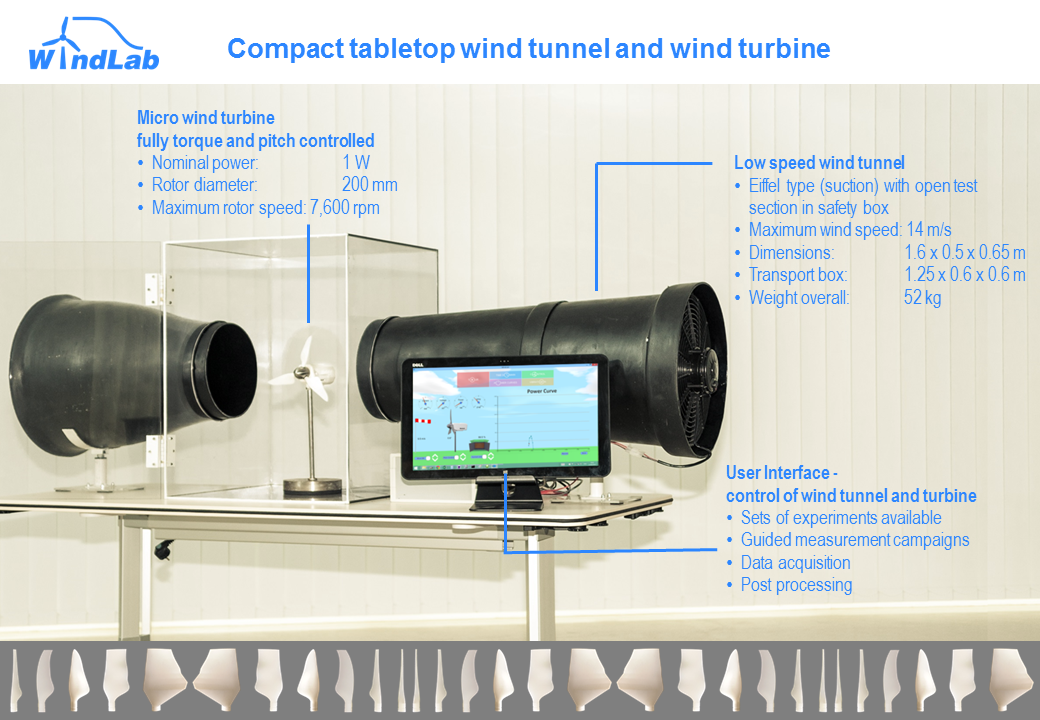 WindLab
Compact tabletop wind tunnel and wind turbine
Micro wind turbine
fully torque and pitch controlled
• Nominal power: 1 W
• Rotor diameter: 200 mm
• Maximum rotor speed: 7,600 rpm
Low speed wind tunnel
• Eiffel type (suction) with open test
section in safety box
• Maximum wind speed: 14 m/s
• Dimensions: 1.6 x 0.5 x 0.65 m
• Transport box: 1.25 x 0.6 x 0.6 m
• Weight overall: 52 kg
DELL
Power Curve
User Interface -
control of wind tunnel and turbine
• Sets of experiments available
• Guided measurement campaigns
• Data acquisition
• Post processing